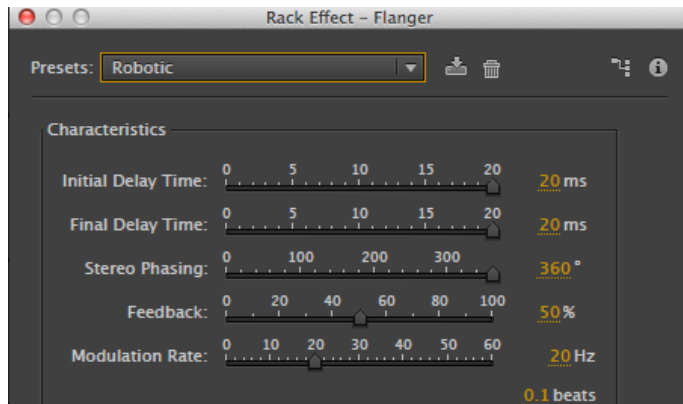 Rack Effect – Flanger
Presets: Robotic
Characteristics
0 5 10 15 20
Initial Delay Time: 20 ms
0 5 10 15 20
Final Delay Time: 20 ms
0 100 200 300
Stereo Phasing: 360 °
0 20 40 60 80 100
Feedback: 50 %
0 10 20 30 40 50 60
Modulation Rate: 20 Hz
0.1 beats